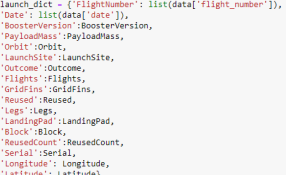 launch_dict = {'FlightNumber': list(data['flight_number']),
'Date': list(data['date']),
'BoosterVersion':BoosterVersion,
'PayloadMass':PayloadMass,
'Orbit':Orbit,
'LaunchSite':LaunchSite,
'Outcome':Outcome,
'Flights':Flights,
'GridFins':GridFins,
'Reused':Reused,
'Legs':Legs,
'LandingPad':LandingPad,
'Block':Block,
'ReusedCount':ReusedCount,
'Serial':Serial,
'Longitude': Longitude,
'Latitude': Latitude}